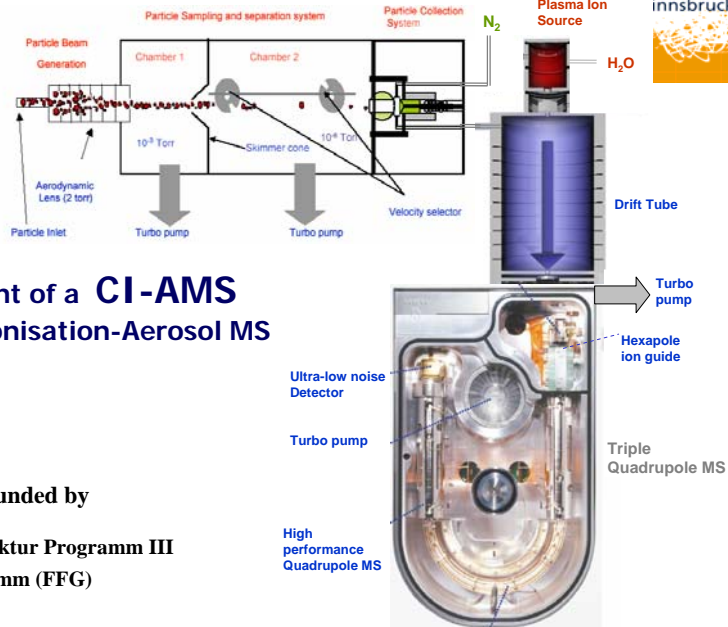 Particle Sampling and separation system
Particle Collection
System
Plasma Ion
Source
innsbruck
N2
H2O
Particle Beam
Generation
Chamber 1
Chamber 2
10-3 Torr
Skimmer cone
Aerodynamic
Lens (2 torr)
Particle Inlet
Turbo pump
Turbo pump
Velocity selector
Drift Tube
nt of a CI-AMS
onisation-Aerosol MS
Turbo
pump
Hexapole
ion guide
Ultra-low noise
Detector
Turbo pump
Triple
Quadrupole MS
unded by
ktur Programm III
mm (FFG)
High
performance
Quadrupole MS